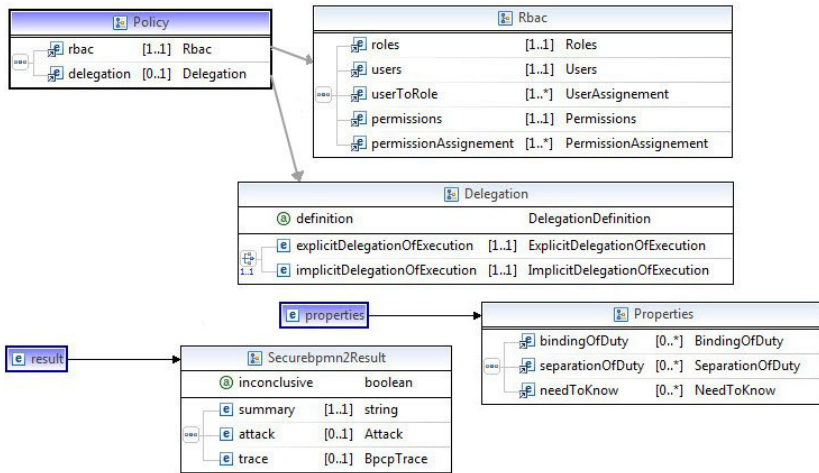 Policy
rbac [1..1] Rbac
delegation [0..1] Delegation
Rbac
roles [1..1] Roles
users [1..1] Users
userToRole [1..*] UserAssignement
permissions [1..1] Permissions
permissionAssignement [1..*] PermissionAssignement
Delegation
a definition DelegationDefinition
e explicitDelegationOfExecution [1..1] ExplicitDelegationOfExecution
e implicitDelegationOfExecution [1..1] ImplicitDelegationOfExecution
1..1
e properties
Properties
bindingOfDuty [0..*] BindingOfDuty
separationOfDuty [0..*] SeparationOfDuty
needToKnow [0..*] NeedToKnow
e result
Securebpmn2Result
a inconclusive boolean
e summary [1..1] string
e attack [0..1] Attack
e trace [0..1] BpcpTrace